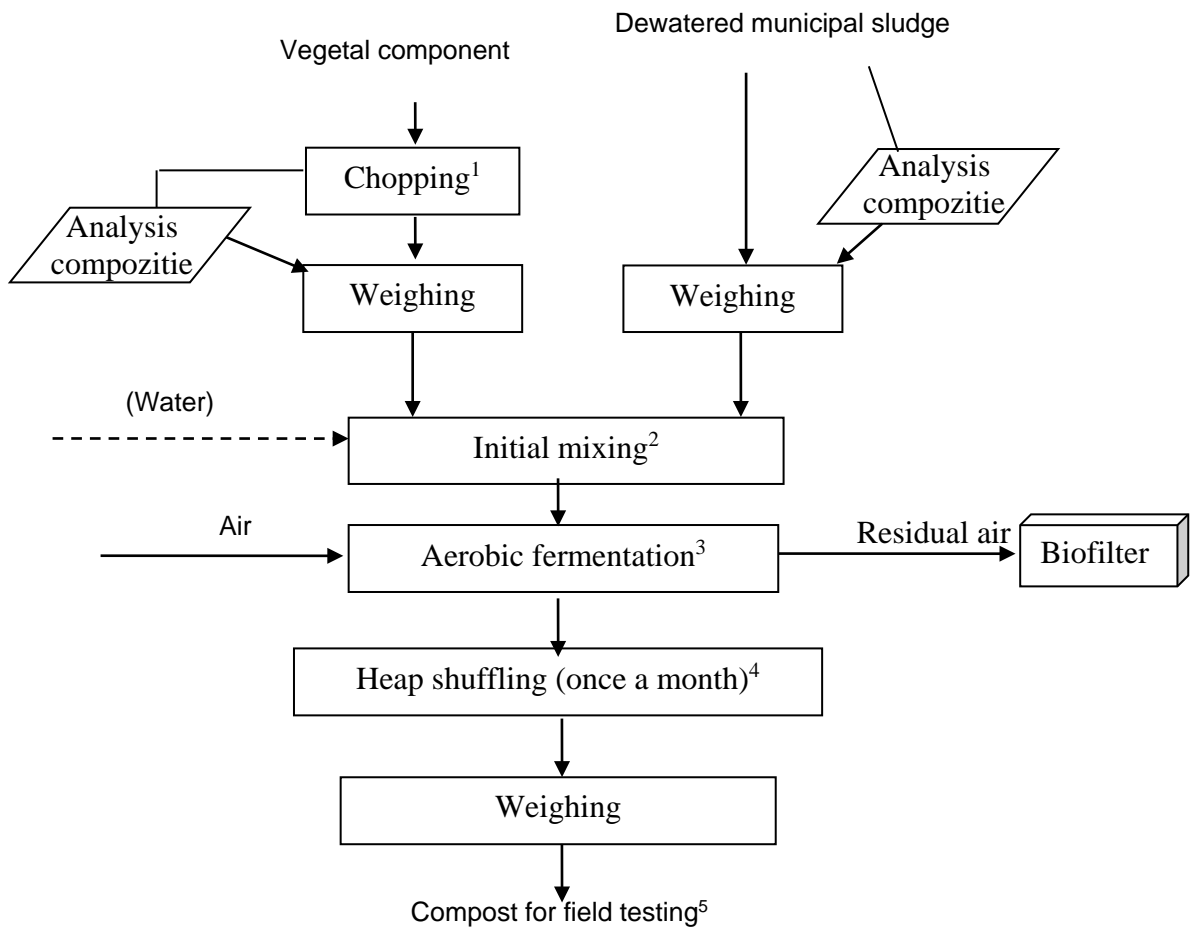 Dewatered municipal sludge
Vegetal component
Chopping¹
Analysis
compozitie
Analysis
compozitie
Weighing
Weighing
(Water)
Initial mixing²
Air
Aerobic fermentation³
Residual air
Biofilter
Heap shuffling (once a month)⁴
Weighing
Compost for field testing⁵